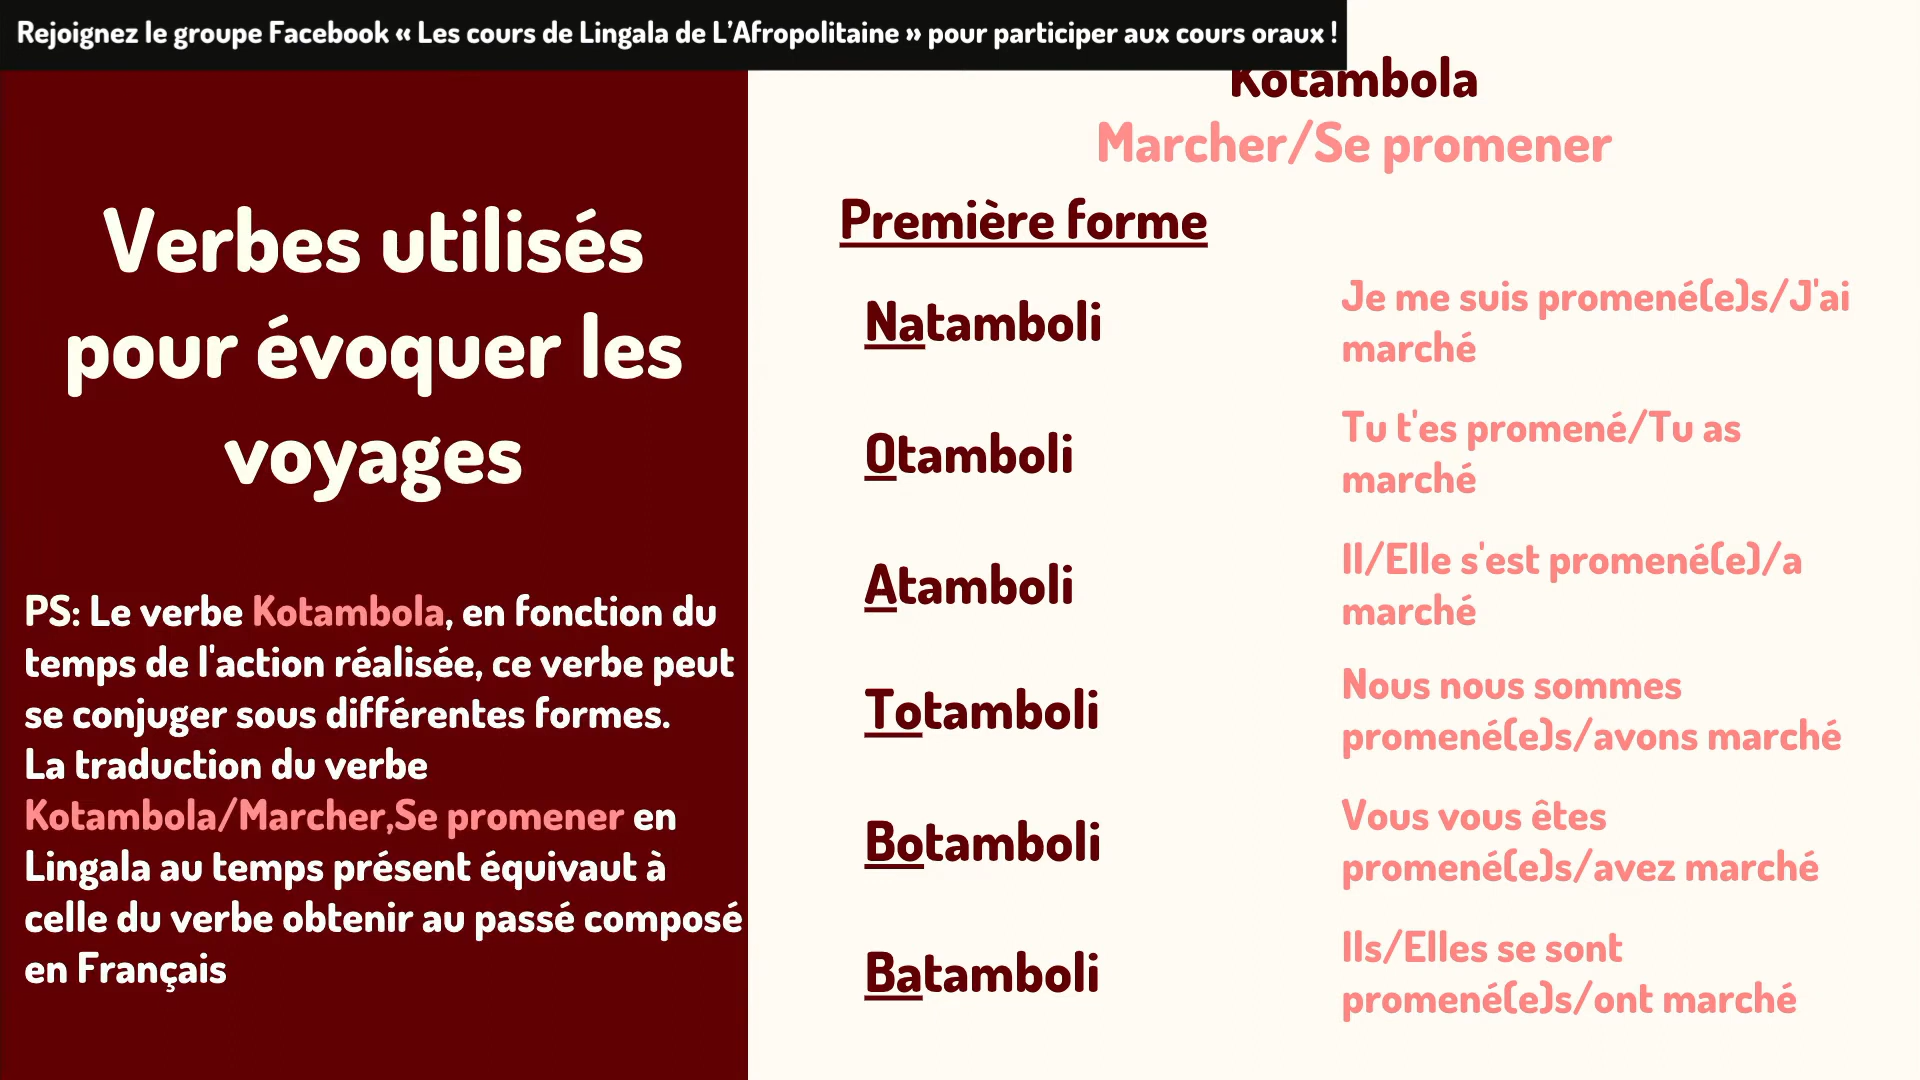 Rejoignez le groupe Facebook « Les cours de Lingala de L’Afropolitaine » pour participer aux cours oraux !
Verbes utilisés
pour évoquer les
voyages
PS: Le verbe Kotambola, en fonction du
temps de l'action réalisée, ce verbe peut
se conjuger sous différentes formes.
La traduction du verbe
Kotambola/Marcher,Se promener en
Lingala au temps présent équivaut à
celle du verbe obtenir au passé composé
en Français
Kotambola
Marcher/Se promener
Première forme
Natamboli
Je me suis promené(e)s/J'ai
marché
Otamboli
Tu t'es promené/Tu as
marché
Atamboli
Il/Elle s'est promené(e)/a
marché
Totamboli
Nous nous sommes
promené(e)s/avons marché
Botamboli
Vous vous êtes
promené(e)s/avez marché
Batamboli
Ils/Elles se sont
promené(e)s/ont marché